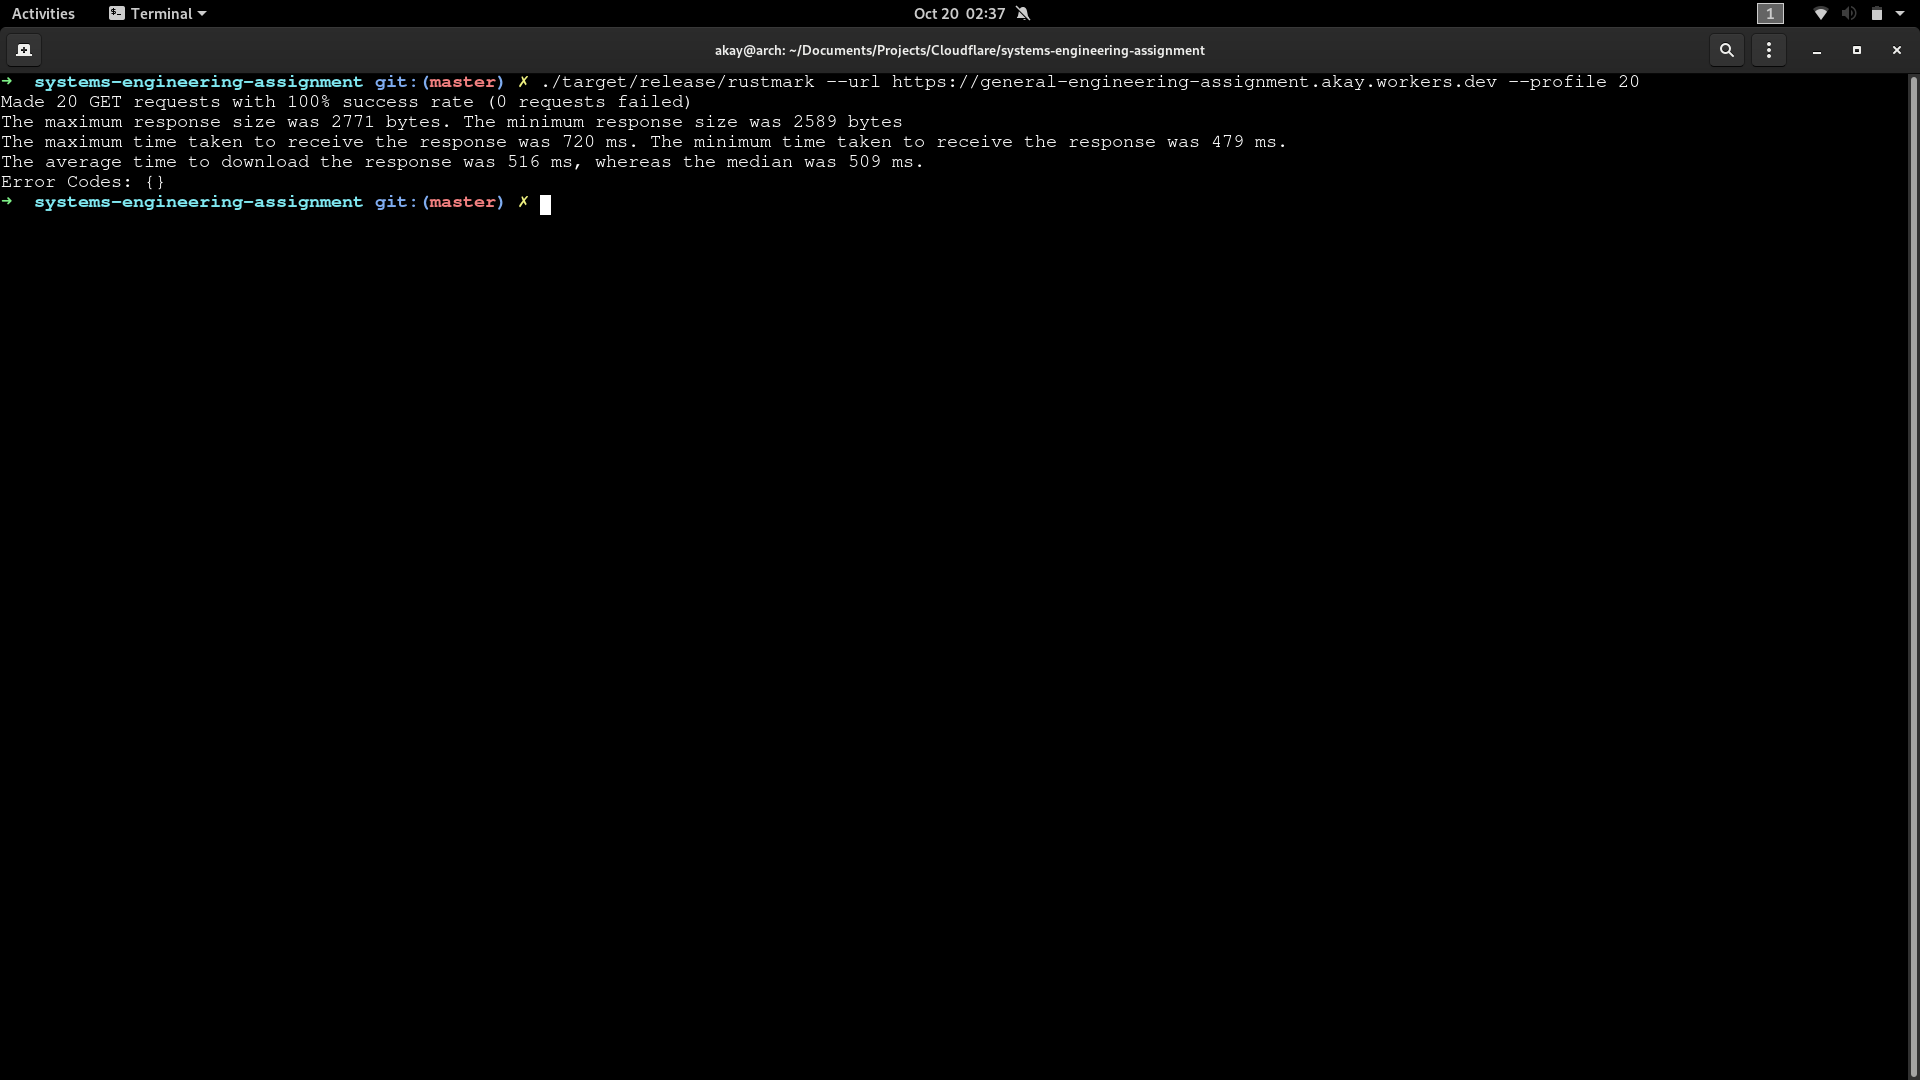 Activities Terminal Oct 20 02:37 1
akay@arch: ~/Documents/Projects/Cloudflare/systems-engineering-assignment
➜ systems-engineering-assignment git:(master) ✗ ./target/release/rustmark --url https://general-engineering-assignment.akay.workers.dev --profile 20
Made 20 GET requests with 100% success rate (0 requests failed)
The maximum response size was 2771 bytes. The minimum response size was 2589 bytes
The maximum time taken to receive the response was 720 ms. The minimum time taken to receive the response was 479 ms.
The average time to download the response was 516 ms, whereas the median was 509 ms.
Error Codes: {}
➜ systems-engineering-assignment git:(master) ✗